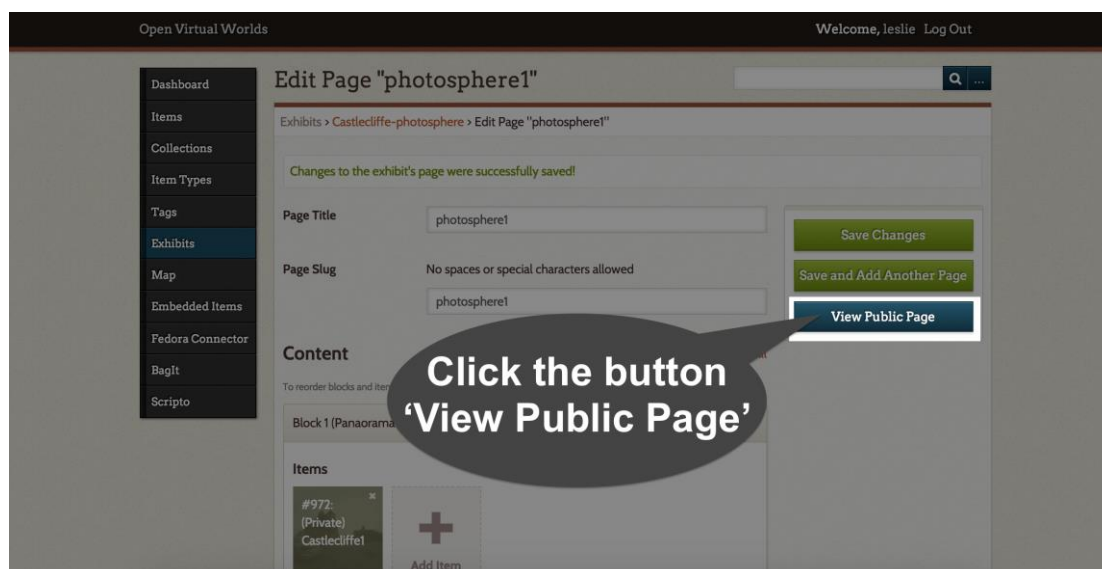 Open Virtual Worlds
Welcome, leslie Log Out
Dashboard
Items
Collections
Item Types
Tags
Exhibits
Map
Embedded Items
Fedora Connector
BagIt
Scripto
Edit Page "photosphere1"
...
Exhibits › Castlecliffe-photosphere › Edit Page "photosphere1"
Changes to the exhibit's page were successfully saved!
Page Title
photosphere1
Page Slug
No spaces or special characters allowed
photosphere1
Save Changes
Save and Add Another Page
View Public Page
Click the button
‘View Public Page’
Content
To reorder blocks and
Block 1 (Panaorama
Items
#972:
(Private)
Castlecliffe1
Add Item